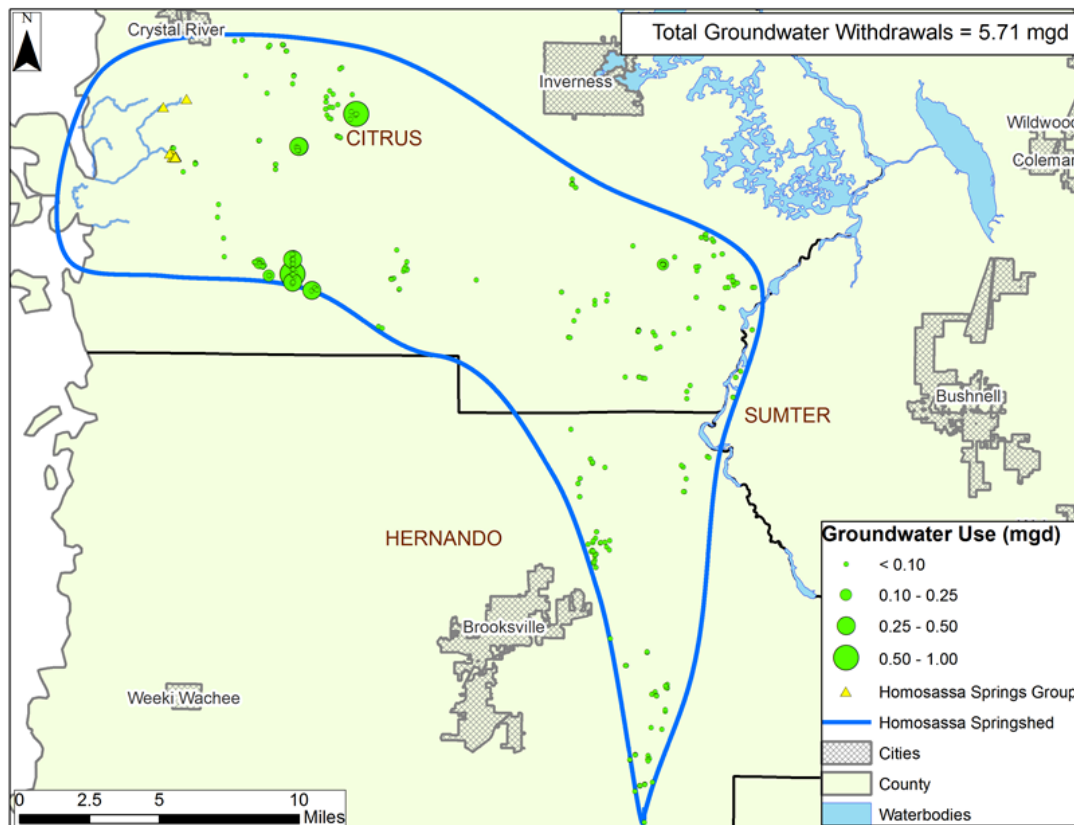 Crystal River
Total Groundwater Withdrawals = 5.71 mgd
N
Inverness
Wildwood
Coleman
CITRUS
SUMTER
Bushnell
HERNANDO
Brooksville
Weeki Wachee
Groundwater Use (mgd)
< 0.10
0.10 - 0.25
0.25 - 0.50
0.50 - 1.00
Homosassa Springs Group
Homosassa Springshed
Cities
County
Waterbodies
0 2.5 5 10
Miles